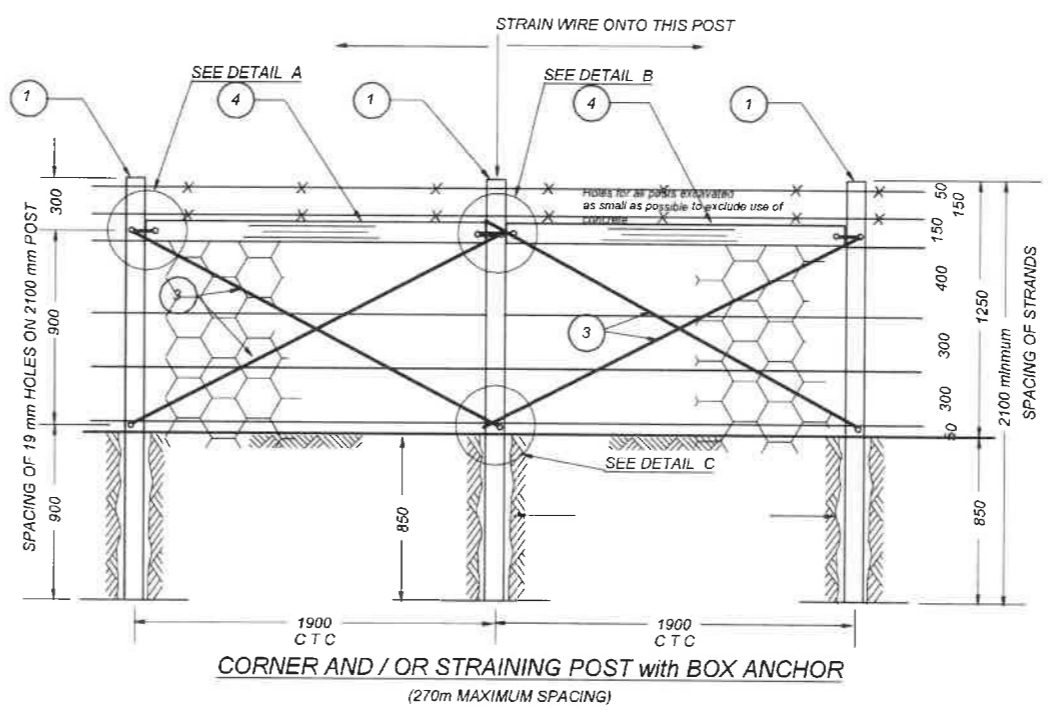 STRAIN WIRE ONTO THIS POST
SEE DETAIL A
SEE DETAIL B
1
4
1
4
1
300
Holes for all posts excavated
as small as possible to exclude use of
concrete
50
150
150
400
300
300
50
1250
2100 minmum
SPACING OF STRANDS
850
SPACING OF 19 mm HOLES ON 2100 mm POST
900
900
3
3
SEE DETAIL C
850
1900
C T C
1900
C T C
CORNER AND / OR STRAINING POST with BOX ANCHOR
(270m MAXIMUM SPACING)